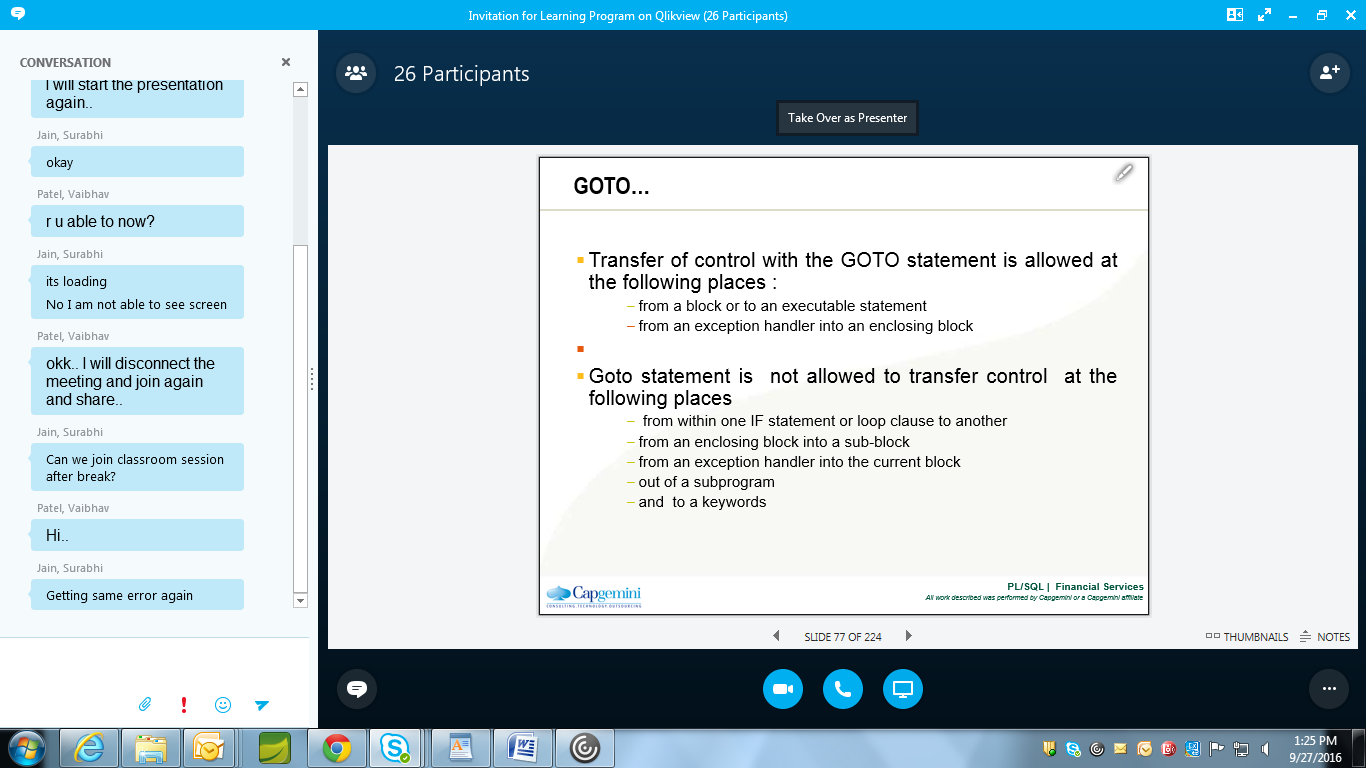 Invitation for Learning Program on Qlikview (26 Participants)
CONVERSATION
I will start the presentation
again..
Jain, Surabhi
okay
Patel, Vaibhav
r u able to now?
Jain, Surabhi
its loading
No I am not able to see screen
Patel, Vaibhav
okk.. I will disconnect the
meeting and join again
and share..
Jain, Surabhi
Can we join classroom session
after break?
Patel, Vaibhav
Hi..
Jain, Surabhi
Getting same error again
26 Participants
Take Over as Presenter
GOTO...
Transfer of control with the GOTO statement is allowed at
the following places :
– from a block or to an executable statement
– from an exception handler into an enclosing block
Goto statement is not allowed to transfer control at the
following places
– from within one IF statement or loop clause to another
– from an enclosing block into a sub-block
– from an exception handler into the current block
– out of a subprogram
– and to a keywords
Capgemini
CONSULTING.TECHNOLOGY.OUTSOURCING
PL/SQL | Financial Services
All work described was performed by Capgemini or a Capgemini affiliate
SLIDE 77 OF 224
THUMBNAILS
NOTES
1:25 PM
9/27/2016